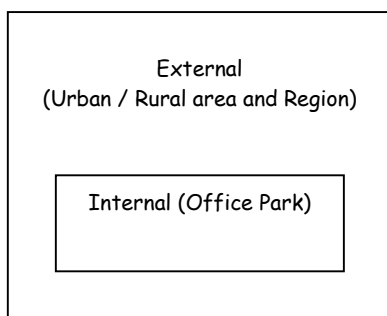 External
(Urban / Rural area and Region)
Internal (Office Park)